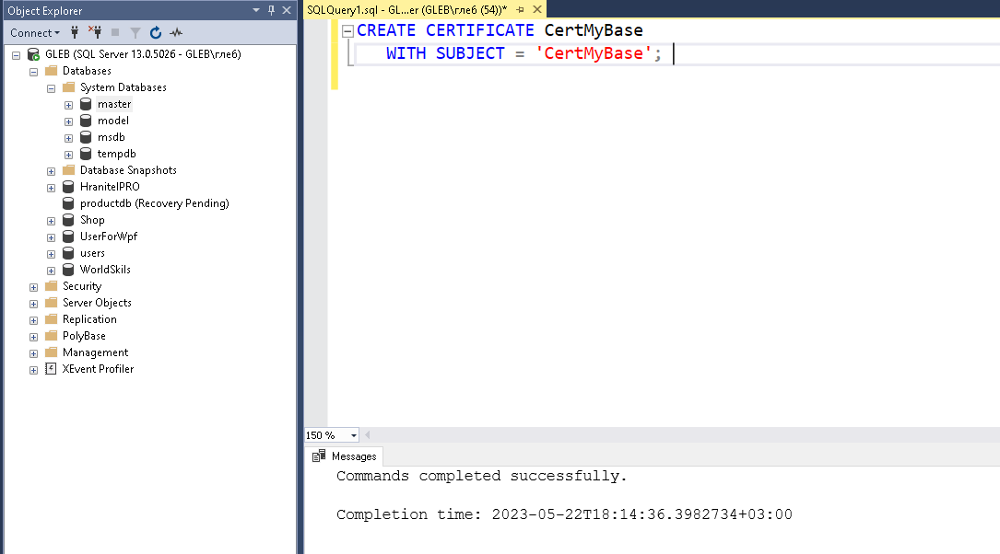 Object Explorer
Connect
GLEB (SQL Server 13.0.5026 - GLEB\глеб)
Databases
System Databases
master
model
msdb
tempdb
Database Snapshots
HranitelPRO
productdb (Recovery Pending)
Shop
UserForWpf
users
WorldSkils
Security
Server Objects
Replication
PolyBase
Management
XEvent Profiler
SQLQuery1.sql - GL...er (GLEB\глеб (54))*
CREATE CERTIFICATE CertMyBase
WITH SUBJECT = 'CertMyBase';
150 %
Messages
Commands completed successfully.
Completion time: 2023-05-22T18:14:36.3982734+03:00